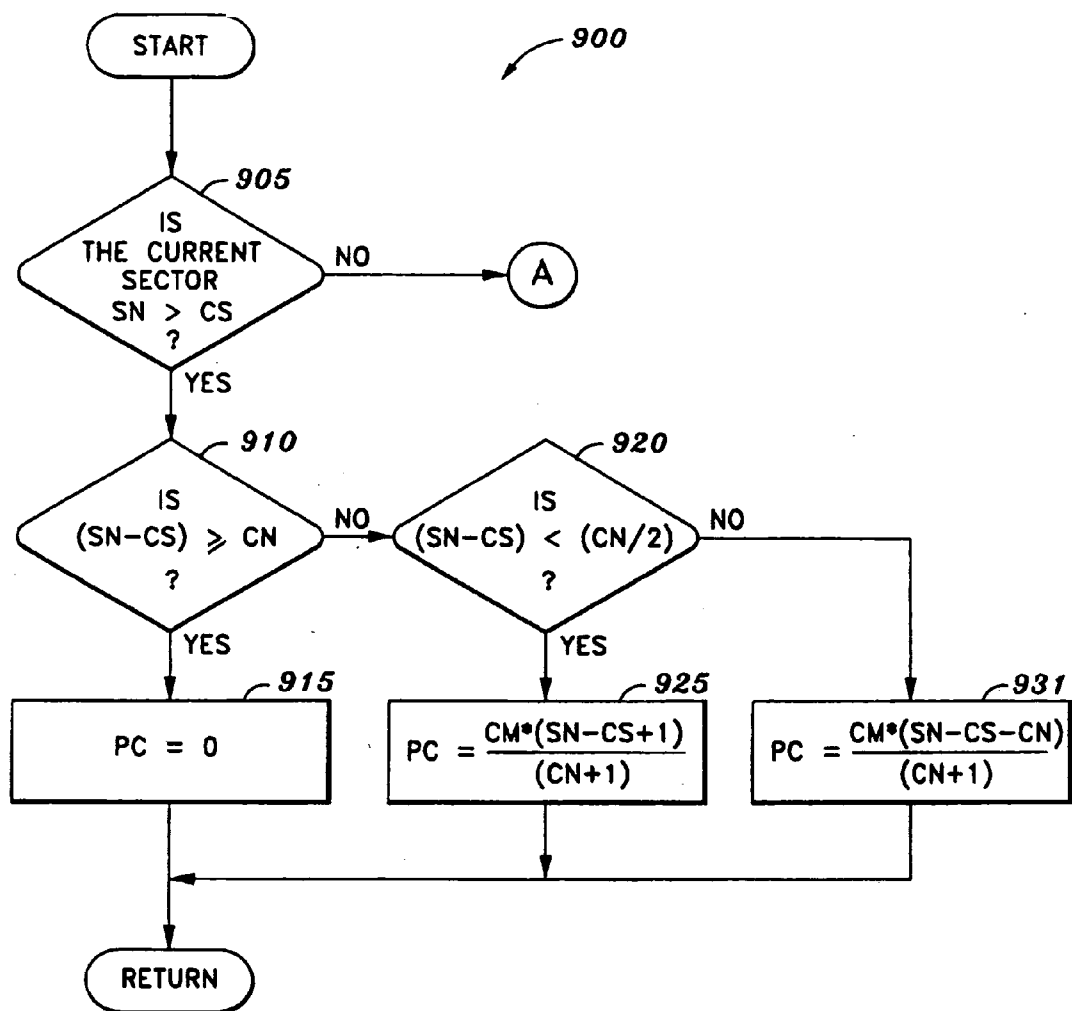 START
900
905
IS
THE CURRENT
SECTOR
SN > CS
?
NO
A
YES
910
IS
(SN-CS) ⩾ CN
?
NO
920
IS
(SN-CS) < (CN/2)
?
NO
YES
YES
915
PC = 0
925
PC = CM*(SN-CS+1)
(CN+1)
931
PC = CM*(SN-CS-CN)
(CN+1)
RETURN